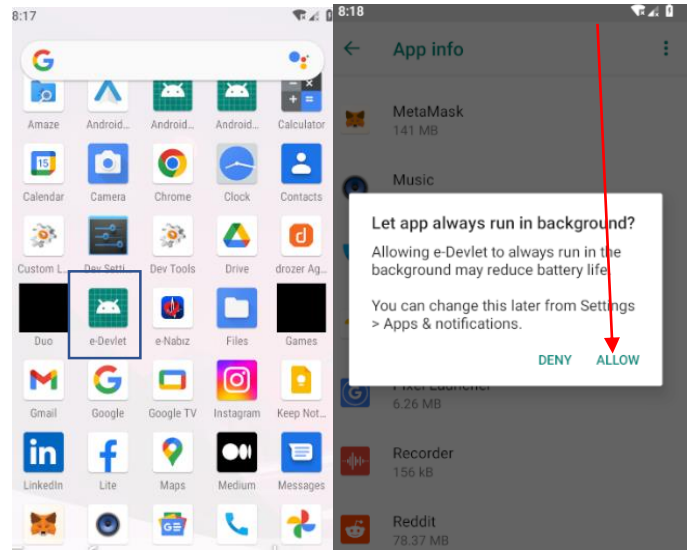 8:17
Amaze
Android...
Android...
Android...
Calculator
15
Calendar
Camera
Chrome
Clock
Contacts
Custom L...
Dev Setti...
Dev Tools
Drive
drozer Ag...
Duo
e-Devlet
e-Nabız
Files
Games
Gmail
Google
Google TV
Instagram
Keep Not...
LinkedIn
Lite
Maps
Medium
Messages
8:18
App info
MetaMask
141 MB
Music
Let app always run in background?
Allowing e-Devlet to always run in the
background may reduce battery life.
You can change this later from Settings
> Apps & notifications.
DENY
ALLOW
Pixel Launcher
6.26 MB
Recorder
156 kB
Reddit
78.37 MB